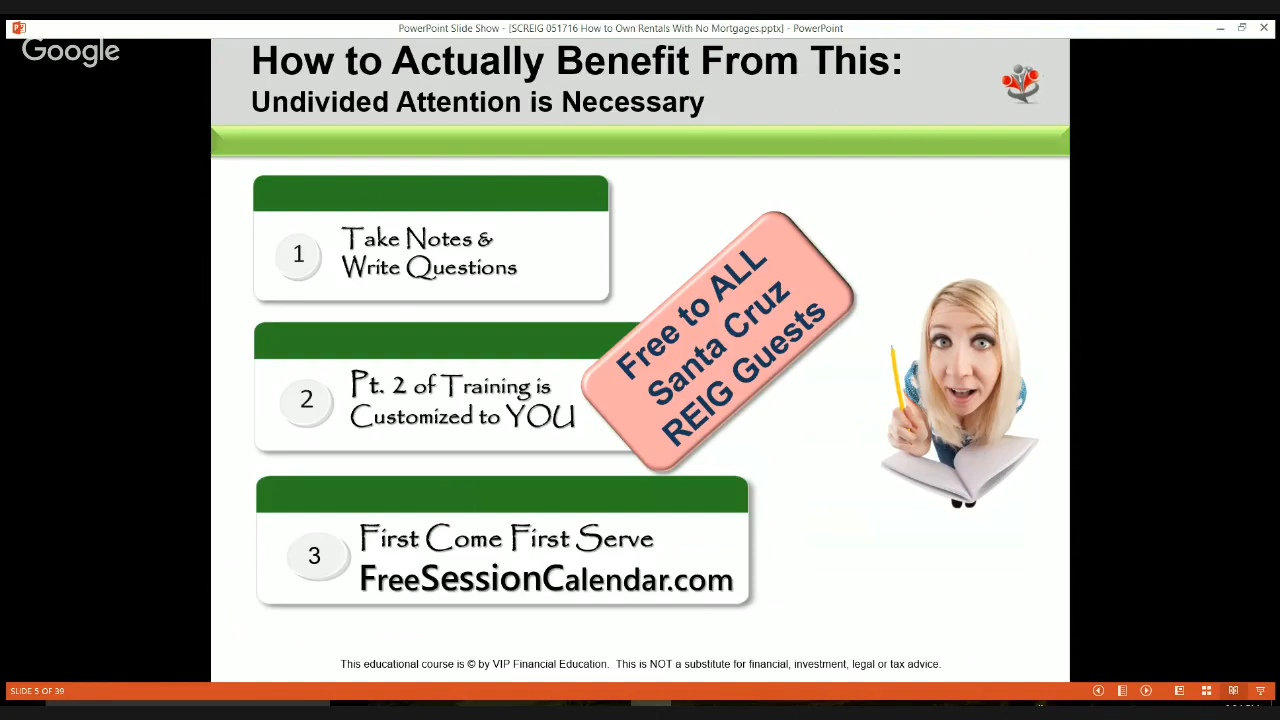 PowerPoint Slide Show - [SCREIG 051716 How to Own Rentals With No Mortgages.pptx] - PowerPoint
Google
How to Actually Benefit From This:
Undivided Attention is Necessary
1
Take Notes &
Write Questions
2
Pt. 2 of Training is
Customized to YOU
Free to ALL
Santa Cruz
REIG Guests
3
First Come First Serve
FreeSessionCalendar.com
This educational course is © by VIP Financial Education. This is NOT a substitute for financial, investment, legal or tax advice.
SLIDE 5 OF 39